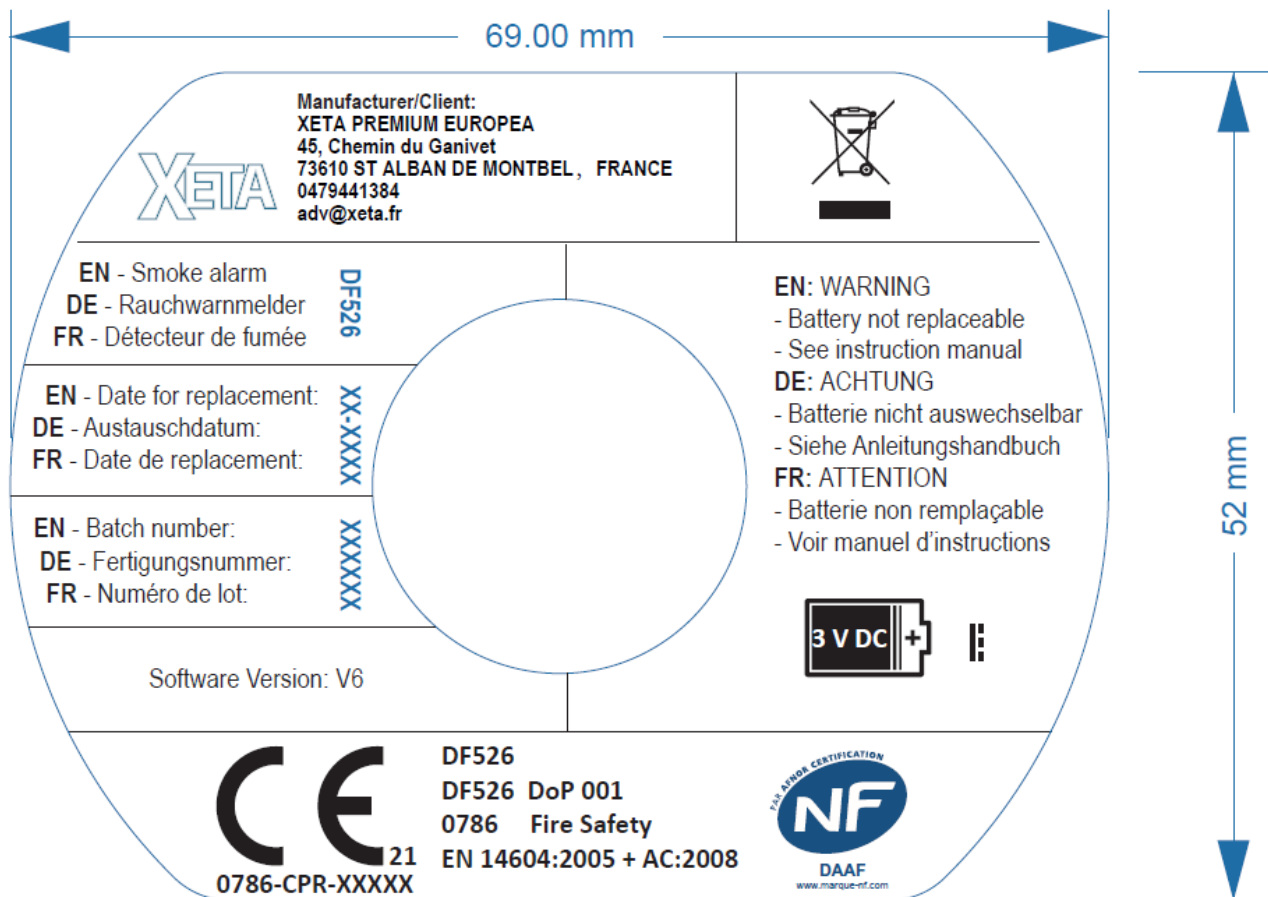 69.00 mm
XETA
Manufacturer/Client:
XETA PREMIUM EUROPEA
45, Chemin du Ganivet
73610 ST ALBAN DE MONTBEL，FRANCE
0479441384
adv@xeta.fr
EN - Smoke alarm
DE - Rauchwarnmelder
FR - Détecteur de fumée
DF526
EN - Date for replacement:
DE - Austauschdatum:
FR - Date de replacement:
XX-XXXX
EN - Batch number:
DE - Fertigungsnummer:
FR - Numéro de lot:
XXXXXX
Software Version: V6
EN: WARNING
- Battery not replaceable
- See instruction manual
DE: ACHTUNG
- Batterie nicht auswechselbar
- Siehe Anleitungshandbuch
FR: ATTENTION
- Batterie non remplaçable
- Voir manuel d'instructions
3 V DC +
52 mm
CE 21
0786-CPR-XXXXX
DF526
DF526 DoP 001
0786 Fire Safety
EN 14604:2005 + AC:2008
PAR AFNOR CERTIFICATION
NF
DAAF
www.marque-nf.com